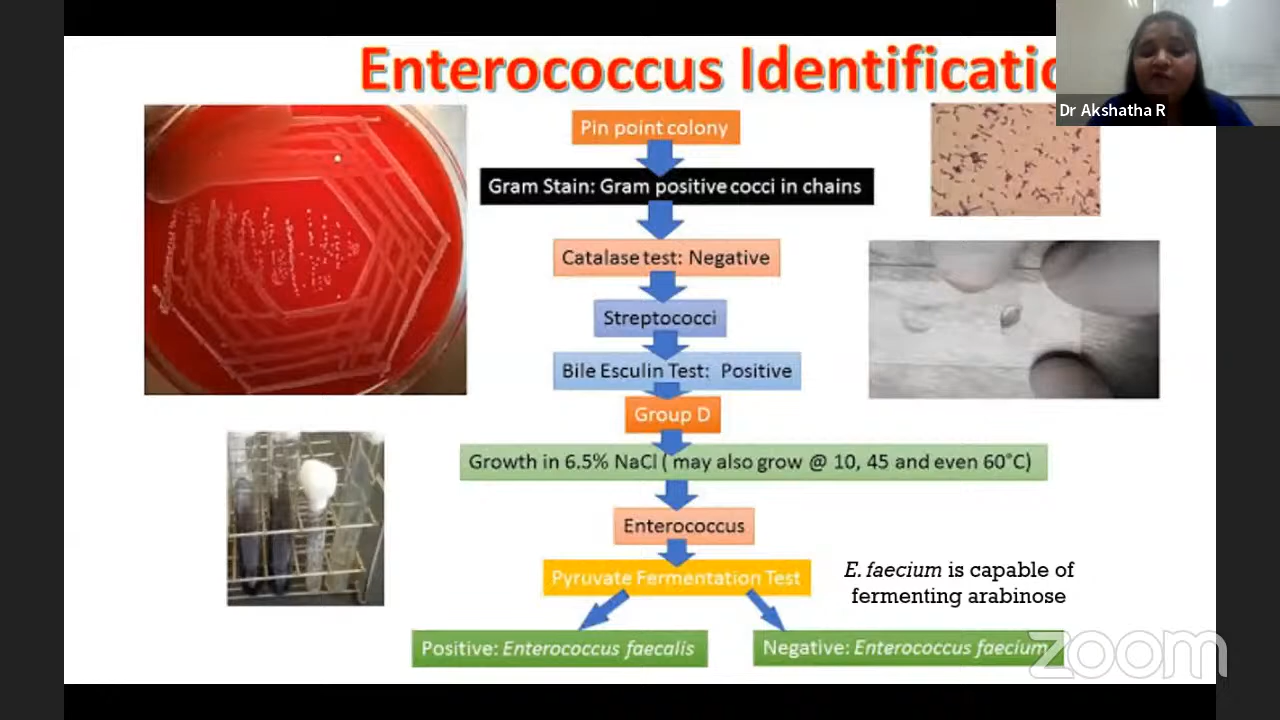 Enterococcus Identificatio
Dr Akshatha R
Pin point colony
Gram Stain: Gram positive cocci in chains
Catalase test: Negative
Streptococci
Bile Esculin Test: Positive
Group D
Growth in 6.5% NaCl ( may also grow @ 10, 45 and even 60°C)
Enterococcus
Pyruvate Fermentation Test
E. faecium is capable of
fermenting arabinose
Positive: Enterococcus faecalis
Negative: Enterococcus faecium
zoom